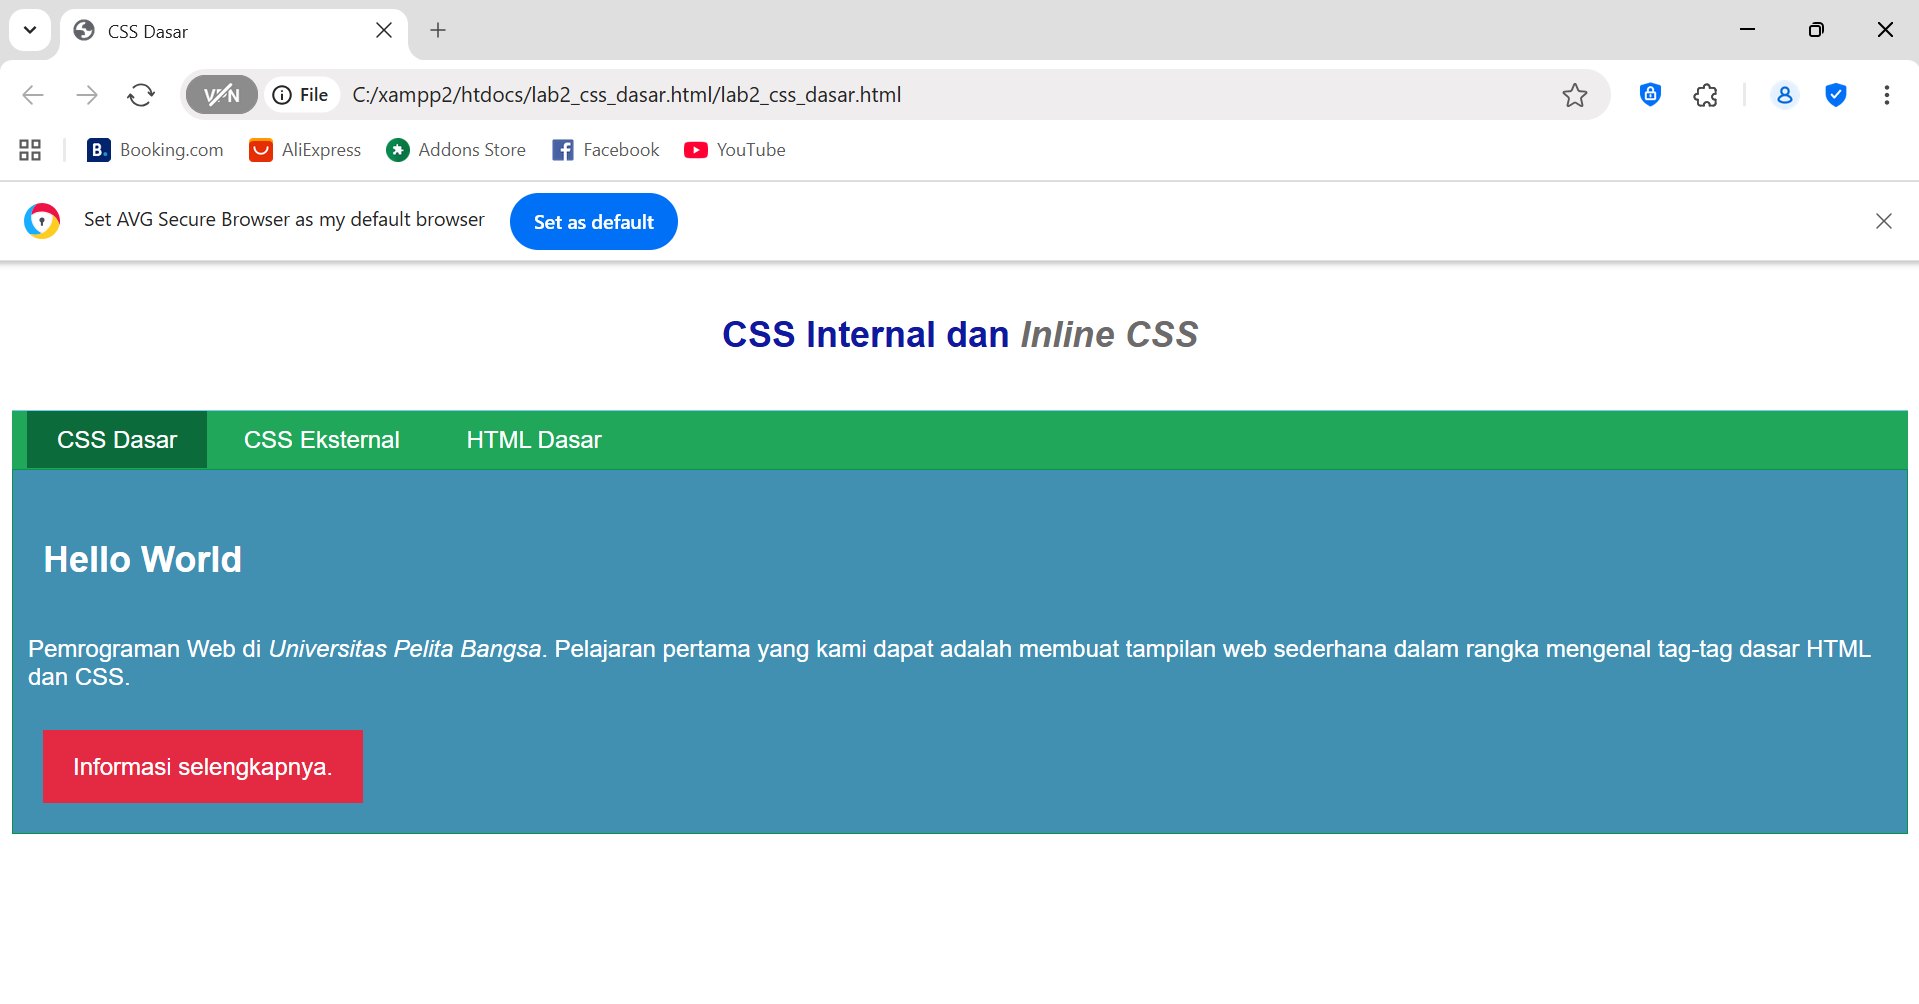 CSS Dasar
VPN File C:/xampp2/htdocs/lab2_css_dasar.html/lab2_css_dasar.html
B. Booking.com AliExpress Addons Store Facebook YouTube
Set AVG Secure Browser as my default browser Set as default
CSS Internal dan Inline CSS
CSS Dasar CSS Eksternal HTML Dasar
Hello World
Pemrograman Web di Universitas Pelita Bangsa. Pelajaran pertama yang kami dapat adalah membuat tampilan web sederhana dalam rangka mengenal tag-tag dasar HTML
dan CSS.
Informasi selengkapnya.